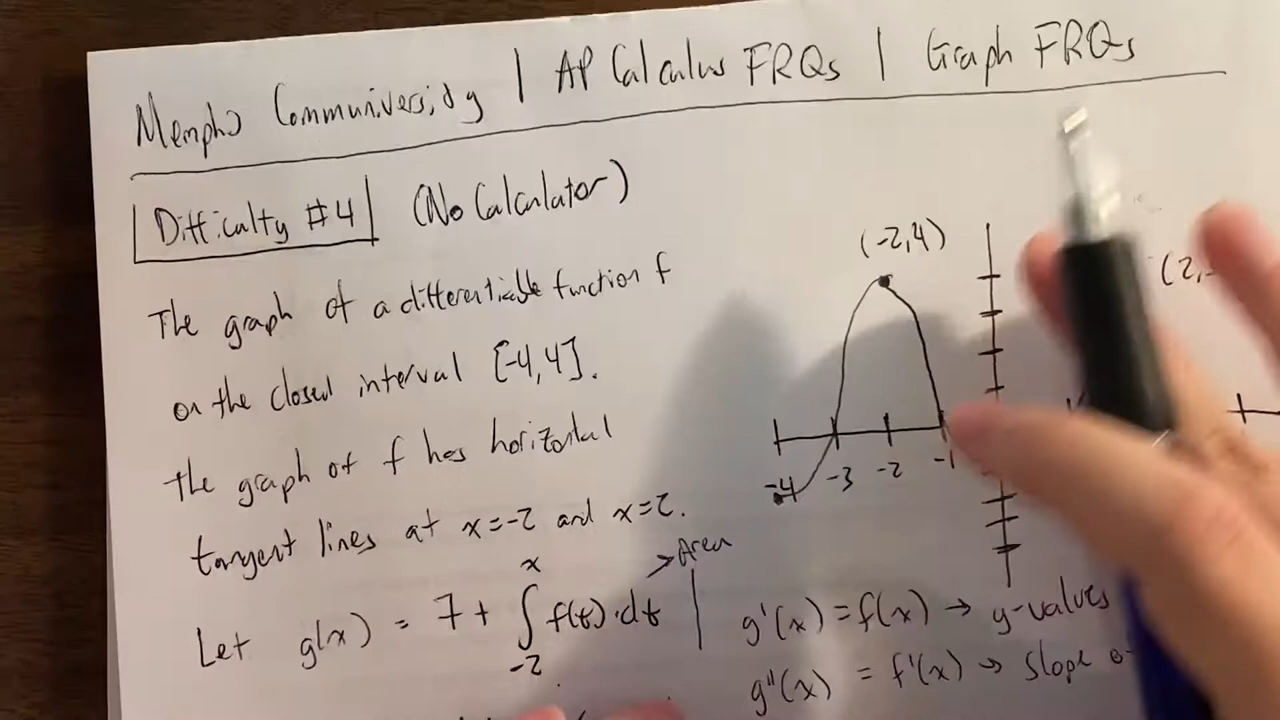 Memphis Communiversity | AP Calculus FRQs | Graph FRQs
Difficulty #4 (No Calculator)
The graph of a differentiable function f
on the closed interval [-4,4].
The graph of f has horizontal
tangent lines at x=-2 and x=2.
Let g(x) = 7 + ∫_{-2}^{x} f(t)·dt > Area
g'(x) = f(x) → y-values
g''(x) = f'(x) → Slope
(-2,4)
(2,
-4 -3 -2 -1